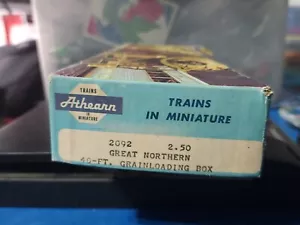 TRAINS
Athearn
IN
MINIATURE
TRAINS
IN MINIATURE
2092 2.50
GREAT NORTHERN
40-FT. GRAINLOADING BOX